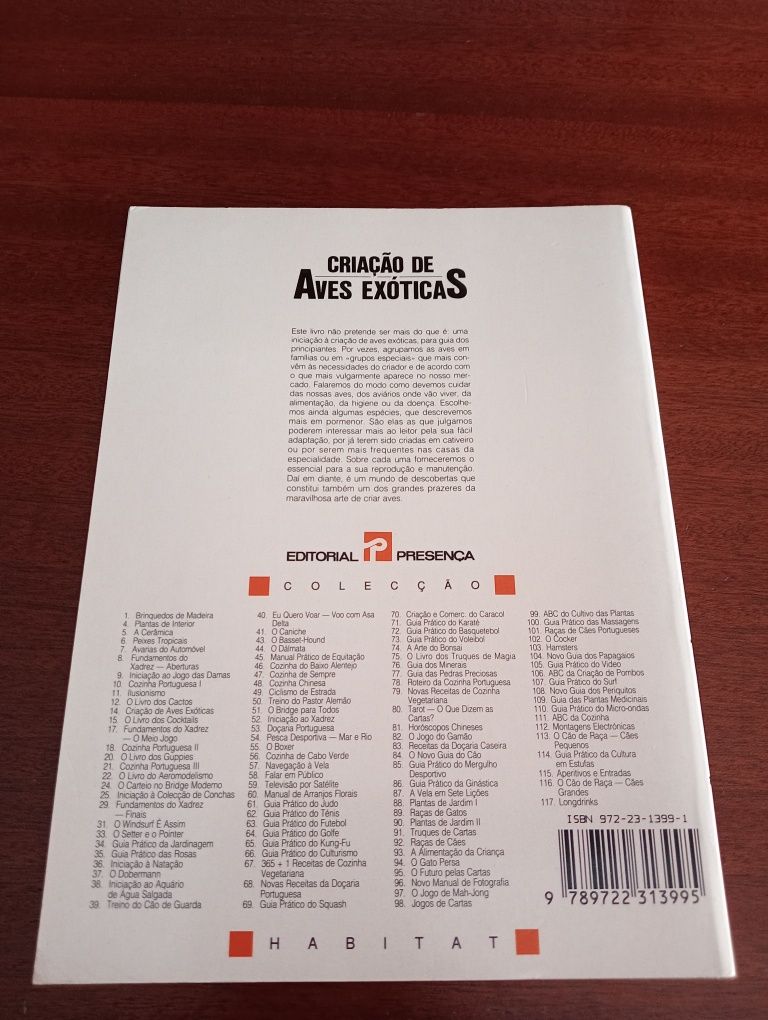 CRIAÇÃO DE
AVES EXÓTICAS
Este livro não pretende ser mais do que é: uma
iniciação à criação de aves exóticas, para guia dos
principiantes. Por vezes, agrupamos as aves em
famílias ou em «grupos especiais» que mais con-
vêm às necessidades do criador e de acordo com
o que mais vulgarmente aparece no nosso mer-
cado. Falaremos do modo como devemos cuidar
das nossas aves, dos aviários onde vão viver, da
alimentação, da higiene ou da doença. Escolhe-
mos ainda algumas espécies, que descrevemos
mais em pormenor. São elas as que julgamos
poderem interessar mais ao leitor pela sua fácil
adaptação, por já terem sido criadas em cativeiro
ou por serem mais frequentes nas casas da
especialidade. Sobre cada uma forneceremos o
essencial para a sua reprodução e manutenção.
Daí em diante, é um mundo de descobertas que
constitui também um dos grandes prazeres da
maravilhosa arte de criar aves.
EDITORIAL P PRESENÇA
COLECÇÃO
1. Brinquedos de Madeira
4. Plantas de Interior
5. A Cerâmica
6. Peixes Tropicais
7. Avarias do Automóvel
8. Fundamentos do
Xadrez — Aberturas
9. Iniciação ao Jogo das Damas
10. Cozinha Portuguesa I
11. Ilusionismo
12. O Livro dos Cactos
14. Criação de Aves Exóticas
15. O Livro dos Cocktails
17. Fundamentos do Xadrez
— O Meio Jogo
18. Cozinha Portuguesa II
20. O Livro dos Guppies
21. Cozinha Portuguesa III
22. O Livro do Aeromodelismo
24. O Carteio no Bridge Moderno
25. Iniciação à Colecção de Conchas
29. Fundamentos do Xadrez
— Finais
31. O Windsurf É Assim
33. O Setter e o Pointer
34. Guia Prático da Jardinagem
35. Guia Prático das Rosas
36. Iniciação à Natação
37. O Dobermann
38. Iniciação ao Aquário
de Água Salgada
39. Treino do Cão de Guarda
40. Eu Quero Voar — Voo com Asa
Delta
41. O Caniche
43. O Basset-Hound
44. O Dálmata
45. Manual Prático de Equitação
46. Cozinha do Baixo Alentejo
47. Cozinha de Sempre
48. Cozinha Chinesa
49. Ciclismo de Estrada
50. Treino do Pastor Alemão
51. O Bridge para Todos
52. Iniciação ao Xadrez
53. Doçaria Portuguesa
54. Pesca Desportiva — Mar e Rio
55. O Boxer
56. Cozinha de Cabo Verde
57. Navegação à Vela
58. Falar em Público
59. Televisão por Satélite
60. Manual de Arranjos Florais
61. Guia Prático do Judo
62. Guia Prático do Ténis
63. Guia Prático do Futebol
64. Guia Prático do Golfe
65. Guia Prático do Kung-Fu
66. Guia Prático do Culturismo
67. 365 + 1 Receitas de Cozinha
Vegetariana
68. Novas Receitas da Doçaria
Portuguesa
69. Guia Prático do Squash
70. Criação e Comerc. do Caracol
71. Guia Prático do Karaté
72. Guia Prático do Basquetebol
73. Guia Prático do Voleibol
74. A Arte do Bonsai
75. O Livro dos Truques de Magia
76. Guia dos Minerais
77. Guia das Pedras Preciosas
78. Roteiro da Cozinha Portuguesa
79. Novas Receitas de Cozinha
Vegetariana
80. Tarot — O Que Dizem as
Cartas?
81. Horóscopos Chineses
82. O Jogo do Gamão
83. Receitas da Doçaria Caseira
84. O Novo Guia do Cão
85. Guia Prático do Mergulho
Desportivo
86. Guia Prático da Ginástica
87. A Vela em Sete Lições
88. Plantas de Jardim I
89. Raças de Gatos
90. Plantas de Jardim II
91. Truques de Cartas
92. Raças de Cães
93. A Alimentação da Criança
94. O Gato Persa
95. O Futuro pelas Cartas
96. Novo Manual de Fotografia
97. O Jogo de Mah-Jong
98. Jogos de Cartas
99. ABC do Cultivo das Plantas
100. Guia Prático das Massagens
101. Raças de Cães Portugueses
102. O Cocker
103. Hamsters
104. Novo Guia dos Papagaios
105. Guia Prático do Vídeo
106. ABC da Criação de Pombos
107. Guia Prático do Surf
108. Novo Guia dos Periquitos
109. Guia das Plantas Medicinais
110. Guia Prático do Micro-ondas
111. ABC da Cozinha
112. Montagens Electrónicas
113. O Cão de Raça — Cães
Pequenos
114. Guia Prático da Cultura
em Estufas
115. Aperitivos e Entradas
116. O Cão de Raça — Cães
Grandes
117. Longdrinks
ISBN 972-23-1399-1
9 789722 313995
HABITAT